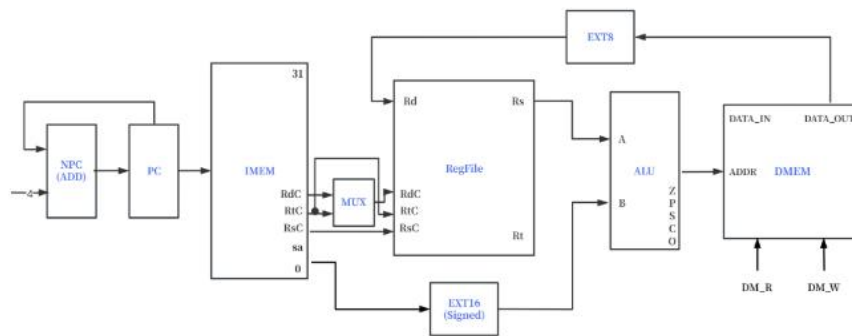 EXT8
31
Rd
Rs
DATA_IN
DATA_OUT
NPC
(ADD)
PC
IMEM
RegFile
A
ALU
ADDR
DMEM
4
RdC
MUX
RdC
RtC
RtC
RsC
RsC
B
Z
P
S
C
O
sa
Rt
0
EXT16
(Signed)
DM_R
DM_W